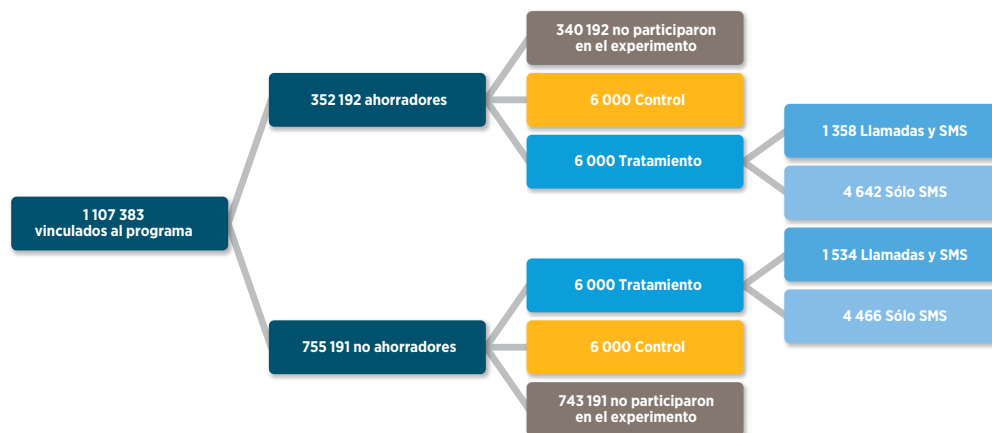 340 192 no participaron
en el experimento
352 192 ahorradores
6 000 Control
1 358 Llamadas y SMS
6 000 Tratamiento
4 642 Sólo SMS
1 107 383
vinculados al programa
1 534 Llamadas y SMS
6 000 Tratamiento
4 466 Sólo SMS
755 191 no ahorradores
6 000 Control
743 191 no participaron
en el experimento